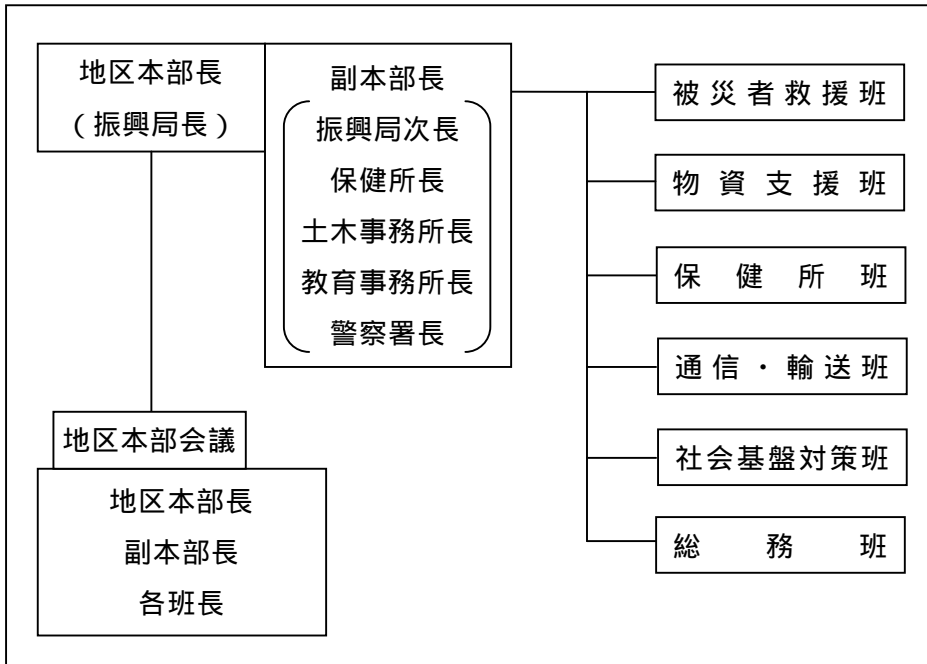 地区本部長
(振興局長)
副本部長
振興局次長
保健所長
土木事務所長
教育事務所長
警察署長
被災者救援班
物資支援班
保健所班
通信・輸送班
社会基盤対策班
総務班
地区本部会議
地区本部長
副本部長
各班長